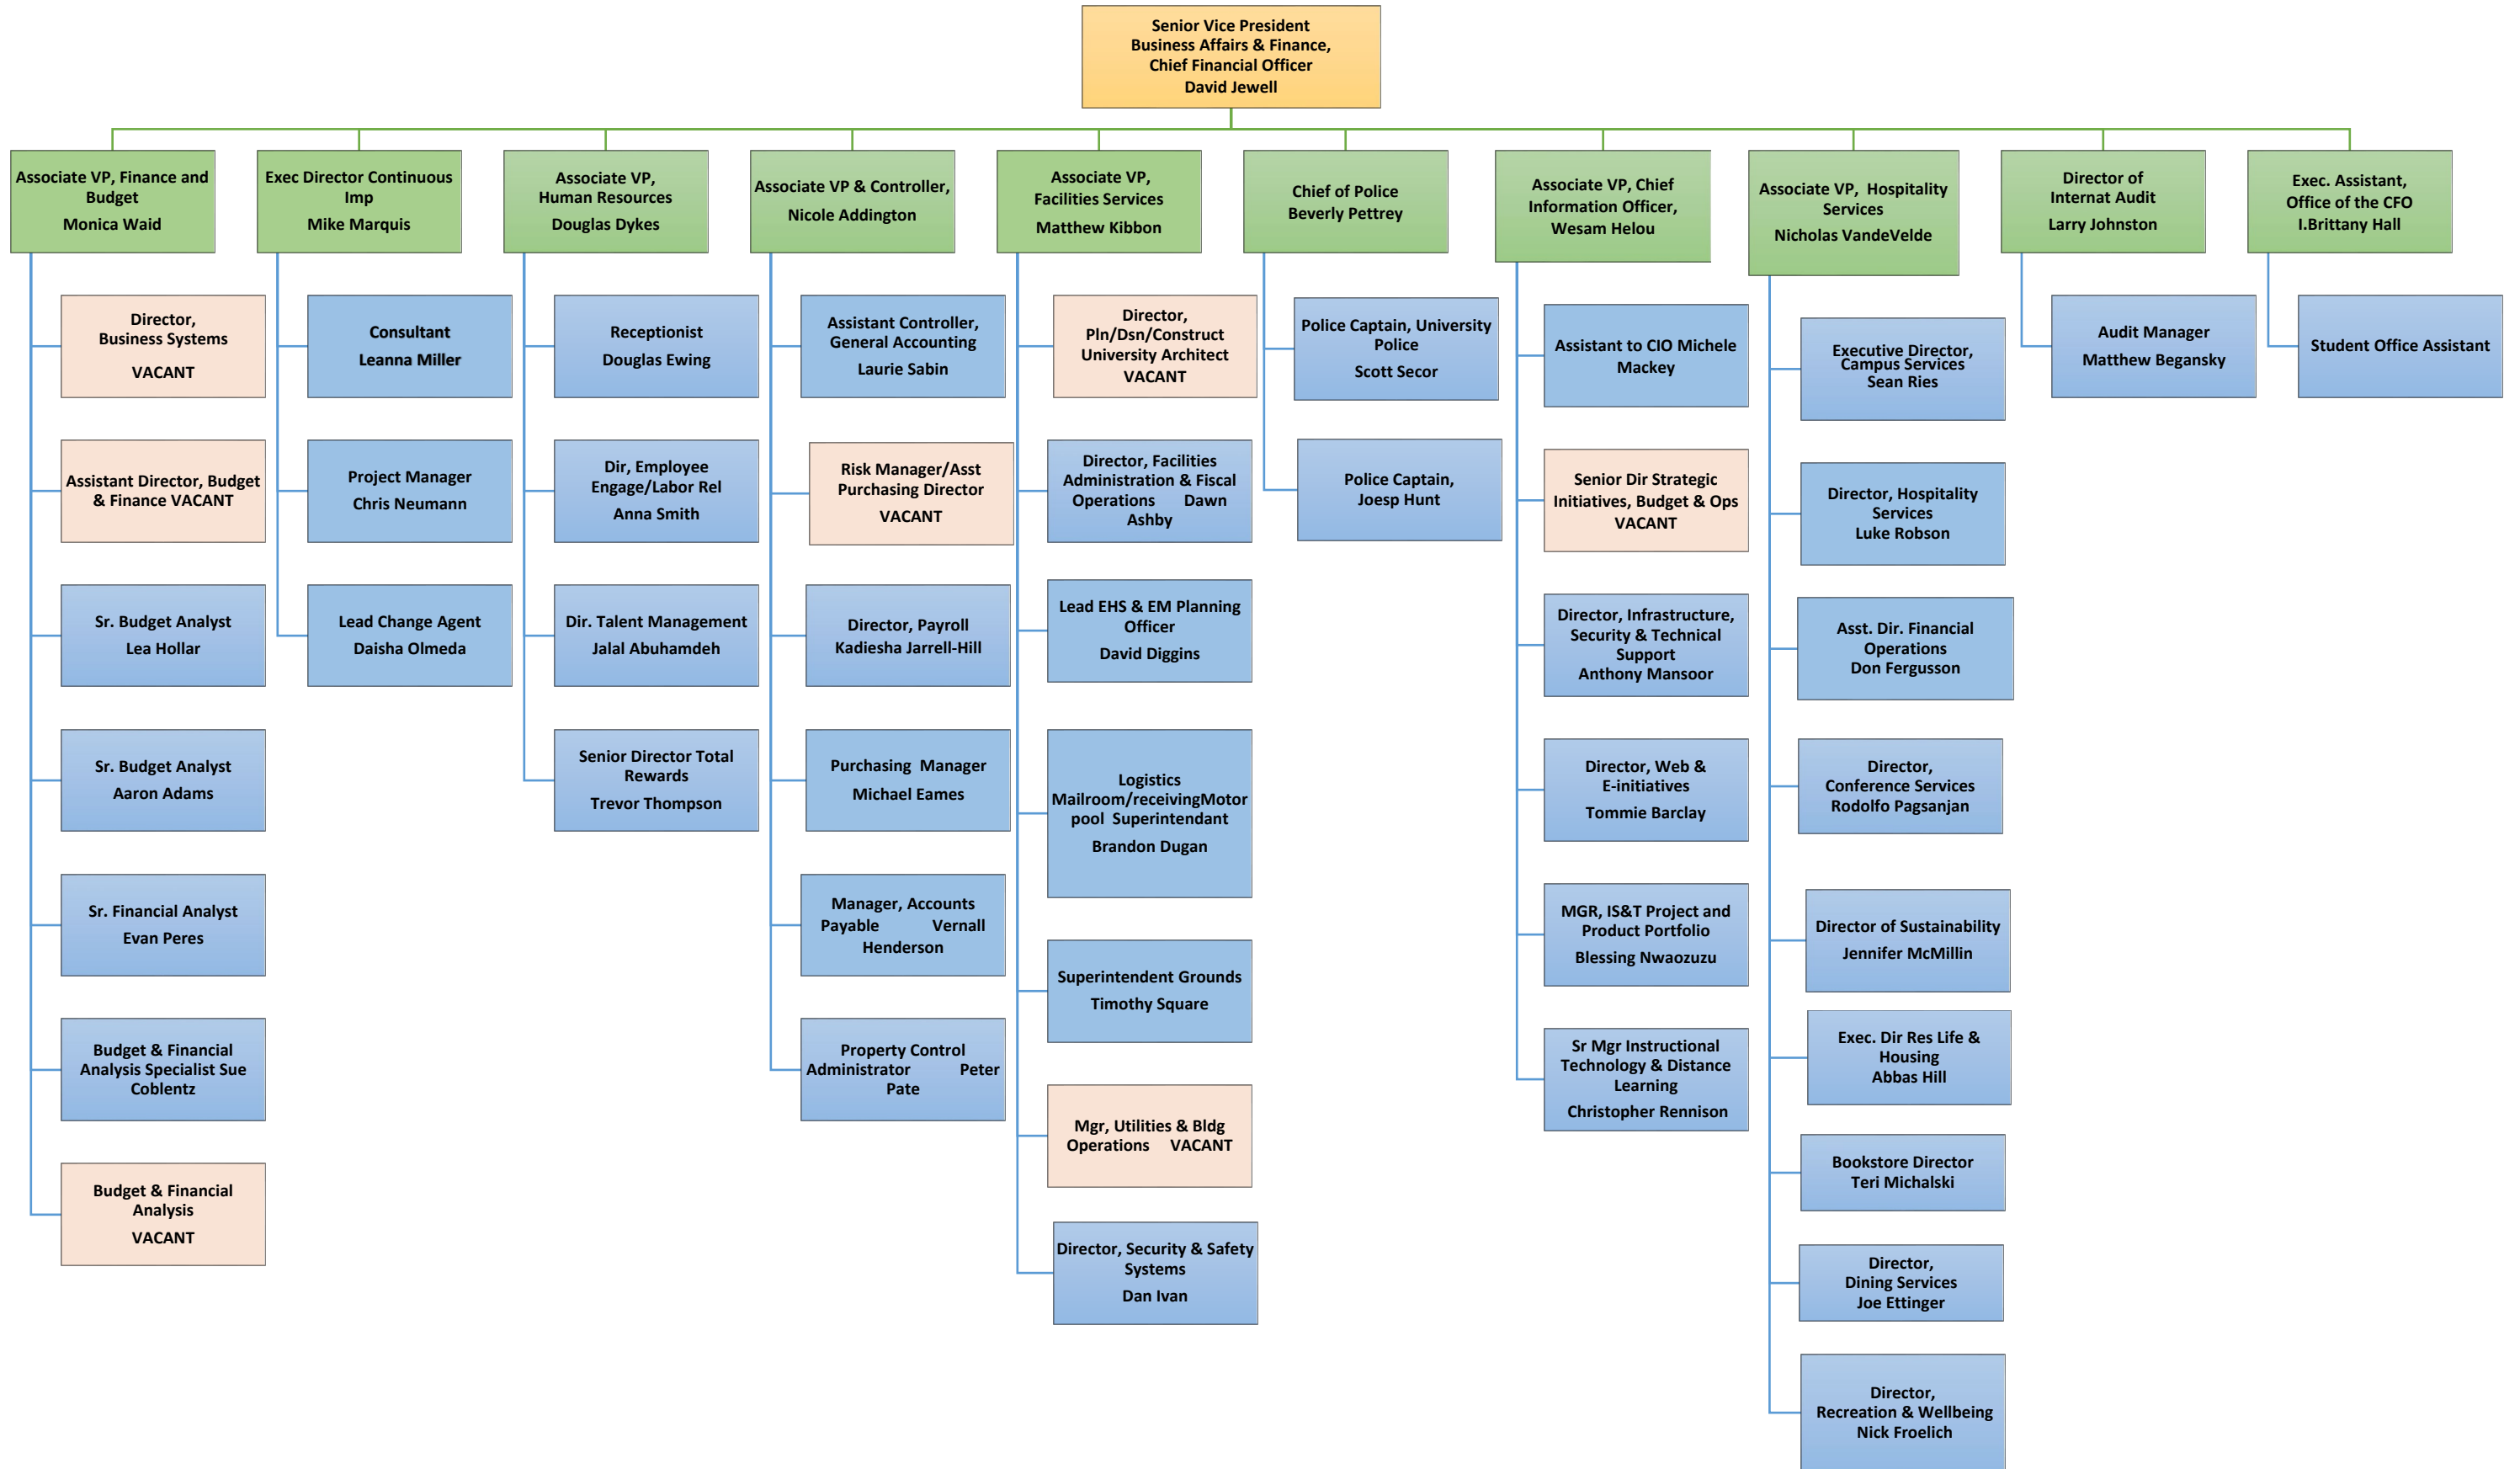 Senior Vice President
Business Affairs & Finance,
Chief Financial Officer
David Jewell
Associate VP, Finance and
Budget
Monica Waid
Exec Director Continuous
Imp
Mike Marquis
Associate VP,
Human Resources
Douglas Dykes
Associate VP & Controller,
Nicole Addington
Associate VP,
Facilities Services
Matthew Kibbon
Chief of Police
Beverly Pettrey
Associate VP, Chief
Information Officer,
Wesam Helou
Associate VP, Hospitality
Services
Nicholas VandeVelde
Director of
Internat Audit
Larry Johnston
Exec. Assistant,
Office of the CFO
I.Brittany Hall
Director,
Business Systems
VACANT
Assistant Director, Budget
& Finance VACANT
Sr. Budget Analyst
Lea Hollar
Sr. Budget Analyst
Aaron Adams
Sr. Financial Analyst
Evan Peres
Budget & Financial
Analysis Specialist Sue
Coblentz
Budget & Financial
Analysis
VACANT
Consultant
Leanna Miller
Project Manager
Chris Neumann
Lead Change Agent
Daisha Olmeda
Receptionist
Douglas Ewing
Dir, Employee
Engage/Labor Rel
Anna Smith
Dir. Talent Management
Jalal Abuhamdeh
Senior Director Total
Rewards
Trevor Thompson
Assistant Controller,
General Accounting
Laurie Sabin
Risk Manager/Asst
Purchasing Director
VACANT
Director, Payroll
Kadiesha Jarrell-Hill
Purchasing Manager
Michael Eames
Manager, Accounts
Payable Vernall
Henderson
Property Control
Administrator Peter
Pate
Director,
Pln/Dsn/Construct
University Architect
VACANT
Director, Facilities
Administration & Fiscal
Operations Dawn
Ashby
Lead EHS & EM Planning
Officer
David Diggins
Logistics
Mailroom/receivingMotor
pool Superintendant
Brandon Dugan
Superintendent Grounds
Timothy Square
Mgr, Utilities & Bldg
Operations VACANT
Director, Security & Safety
Systems
Dan Ivan
Police Captain, University
Police
Scott Secor
Police Captain,
Joesp Hunt
Assistant to CIO Michele
Mackey
Senior Dir Strategic
Initiatives, Budget & Ops
VACANT
Director, Infrastructure,
Security & Technical
Support
Anthony Mansoor
Director, Web &
E-initiatives
Tommie Barclay
MGR, IS&T Project and
Product Portfolio
Blessing Nwaozuzu
Sr Mgr Instructional
Technology & Distance
Learning
Christopher Rennison
Executive Director,
Campus Services
Sean Ries
Director, Hospitality
Services
Luke Robson
Asst. Dir. Financial
Operations
Don Fergusson
Director,
Conference Services
Rodolfo Pagsanjan
Director of Sustainability
Jennifer McMillin
Exec. Dir Res Life &
Housing
Abbas Hill
Bookstore Director
Teri Michalski
Director,
Dining Services
Joe Ettinger
Director,
Recreation & Wellbeing
Nick Froelich
Audit Manager
Matthew Begansky
Student Office Assistant